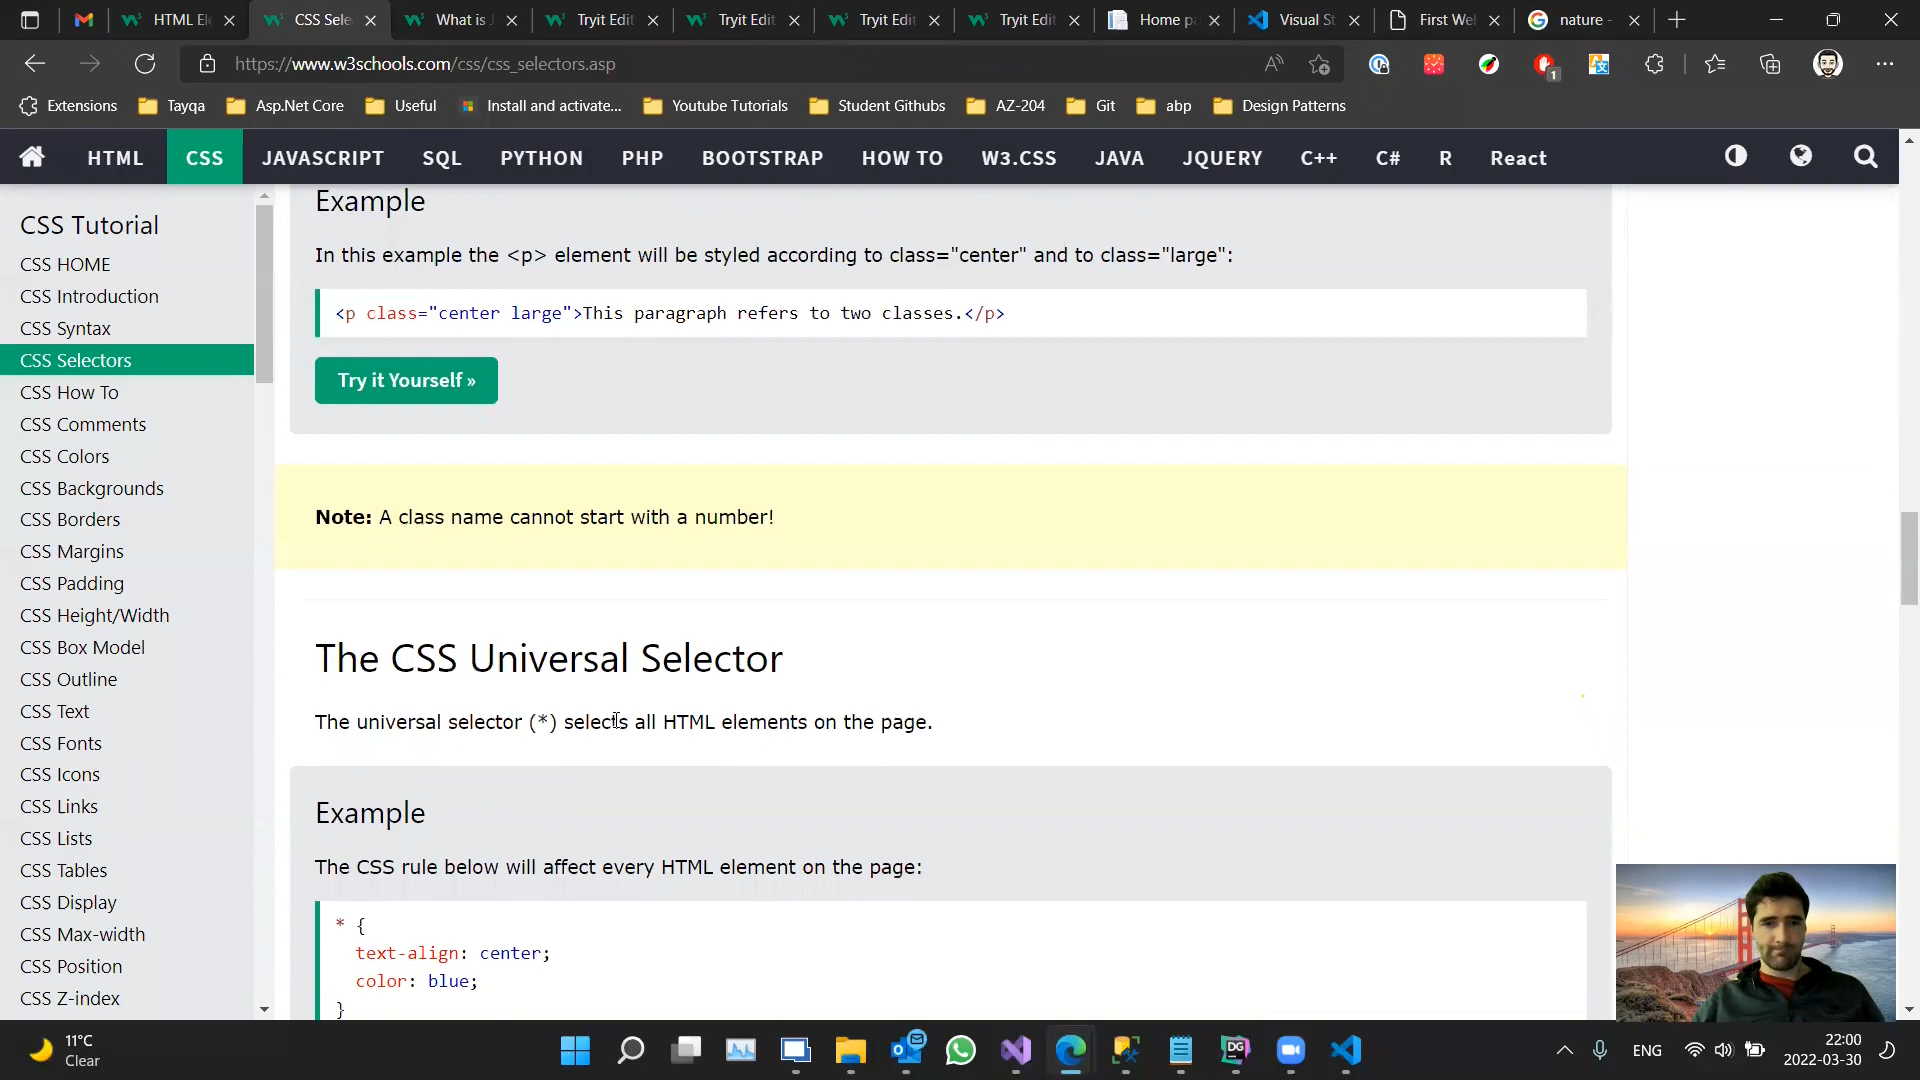 HTML El
CSS Sele
What is J
Tryit Edit
Tryit Edit
Tryit Edit
Tryit Edit
Home pa
Visual St
First Wel
nature -
https://www.w3schools.com/css/css_selectors.asp
1
Extensions
Tayqa
Asp.Net Core
Useful
Install and activate...
Youtube Tutorials
Student Githubs
AZ-204
Git
abp
Design Patterns
HTML
CSS
JAVASCRIPT
SQL
PYTHON
PHP
BOOTSTRAP
HOW TO
W3.CSS
JAVA
JQUERY
C++
C#
R
React
CSS Tutorial
CSS HOME
CSS Introduction
CSS Syntax
CSS Selectors
CSS How To
CSS Comments
CSS Colors
CSS Backgrounds
CSS Borders
CSS Margins
CSS Padding
CSS Height/Width
CSS Box Model
CSS Outline
CSS Text
CSS Fonts
CSS Icons
CSS Links
CSS Lists
CSS Tables
CSS Display
CSS Max-width
CSS Position
CSS Z-index
Example
In this example the <p> element will be styled according to class="center" and to class="large":
<p class="center large">This paragraph refers to two classes.</p>
Try it Yourself »
Note: A class name cannot start with a number!
The CSS Universal Selector
The universal selector (*) selects all HTML elements on the page.
Example
The CSS rule below will affect every HTML element on the page:
* {
text-align: center;
color: blue;
}
11°C
Clear
DG
ENG
22:00
2022-03-30